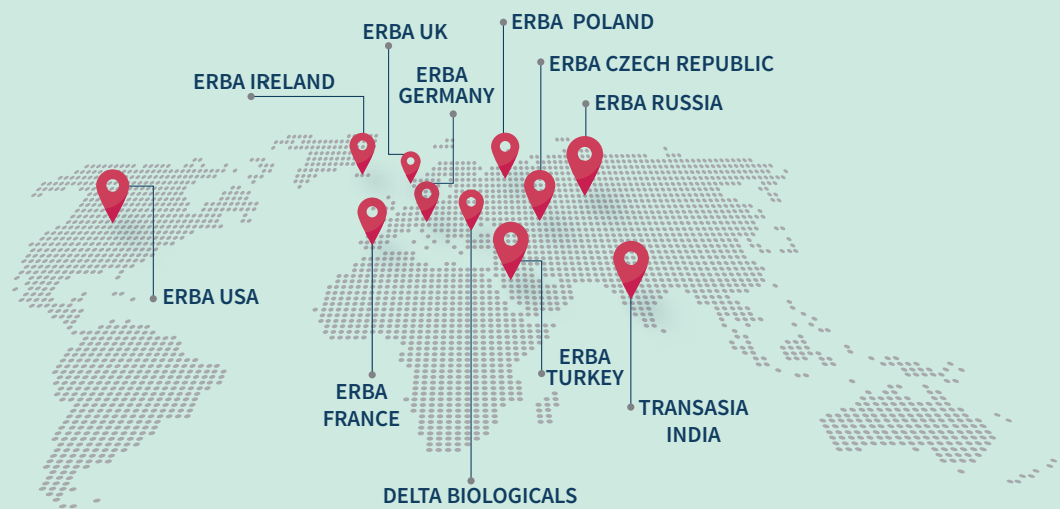 ERBA UK
ERBA POLAND
ERBA CZECH REPUBLIC
ERBA IRELAND
ERBA
GERMANY
ERBA RUSSIA
ERBA USA
ERBA
FRANCE
ERBA
TURKEY
TRANSASIA
INDIA
DELTA BIOLOGICALS